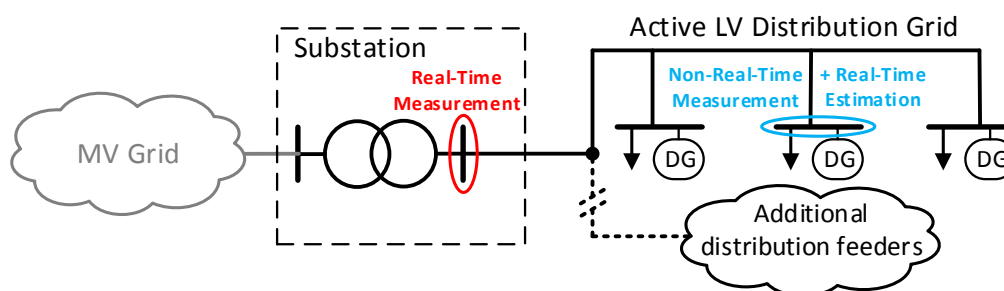 Active LV Distribution Grid
Substation
Real-Time
Measurement
Non-Real-Time + Real-Time
Measurement Estimation
MV Grid
DG DG DG
Additional
distribution feeders